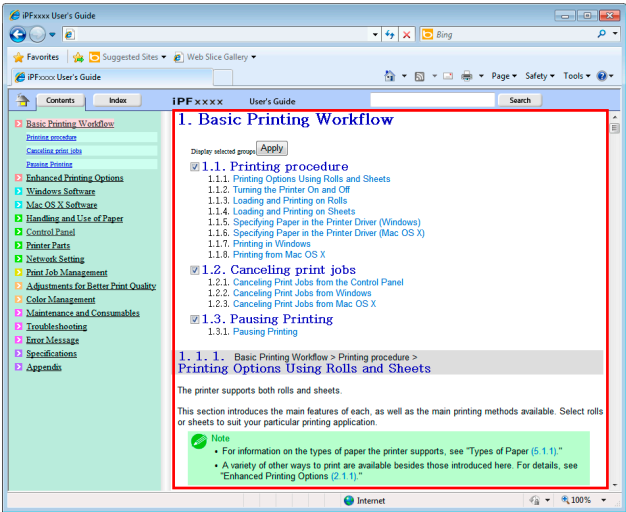 iPFxxxx User's Guide
Bing
Favorites Suggested Sites Web Slice Gallery
iPFxxxx User's Guide
Page Safety Tools
Contents Index iPFxxxx User's Guide Search
Basic Printing Workflow
Printing procedure
Canceling print jobs
Pausing Printing
Enhanced Printing Options
Windows Software
Mac OS X Software
Handling and Use of Paper
Control Panel
Printer Parts
Network Setting
Print Job Management
Adjustments for Better Print Quality
Color Management
Maintenance and Consumables
Troubleshooting
Error Message
Specifications
Appendix
1. Basic Printing Workflow
Display selected groups Apply
1.1. Printing procedure
1.1.1. Printing Options Using Rolls and Sheets
1.1.2. Turning the Printer On and Off
1.1.3. Loading and Printing on Rolls
1.1.4. Loading and Printing on Sheets
1.1.5. Specifying Paper in the Printer Driver (Windows)
1.1.6. Specifying Paper in the Printer Driver (Mac OS X)
1.1.7. Printing in Windows
1.1.8. Printing from Mac OS X
1.2. Canceling print jobs
1.2.1. Canceling Print Jobs from the Control Panel
1.2.2. Canceling Print Jobs from Windows
1.2.3. Canceling Print Jobs from Mac OS X
1.3. Pausing Printing
1.3.1. Pausing Printing
1. 1. 1. Basic Printing Workflow > Printing procedure >
Printing Options Using Rolls and Sheets
The printer supports both rolls and sheets.
This section introduces the main features of each, as well as the main printing methods available. Select rolls
or sheets to suit your particular printing application.
Note
• For information on the types of paper the printer supports, see "Types of Paper (5.1.1)."
• A variety of other ways to print are available besides those introduced here. For details, see
"Enhanced Printing Options (2.1.1)."
Internet 100%